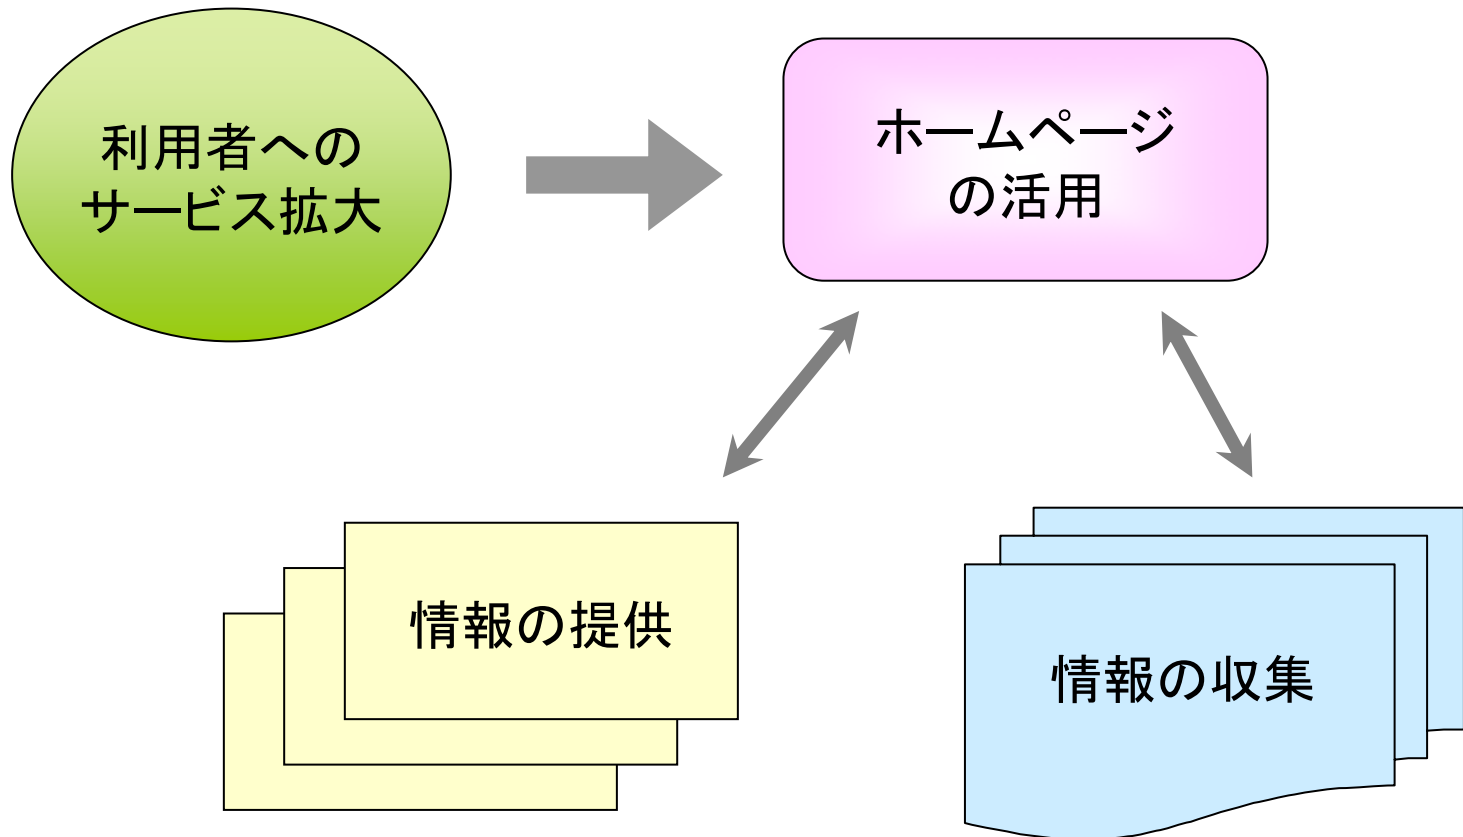 利用者への
サービス拡大
ホームページ
の活用
情報の提供
情報の収集